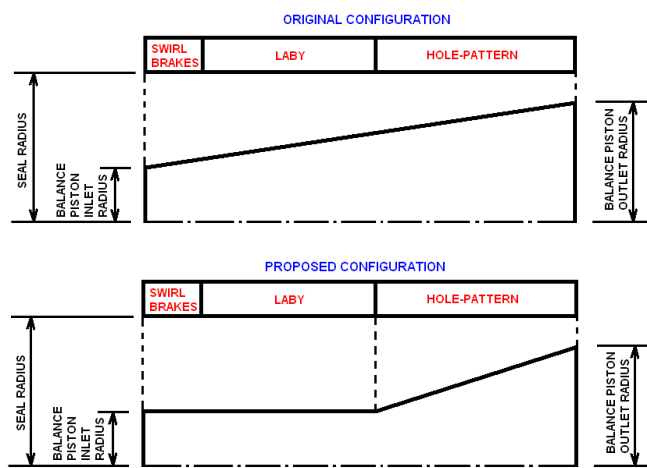 ORIGINAL CONFIGURATION
SWIRL
BRAKES
LABY
HOLE-PATTERN
SEAL RADIUS
BALANCE
PISTON
INLET
RADIUS
BALANCE PISTON
OUTLET RADIUS
PROPOSED CONFIGURATION
SWIRL
BRAKES
LABY
HOLE-PATTERN
SEAL RADIUS
BALANCE
PISTON
INLET
RADIUS
BALANCE PISTON
OUTLET RADIUS